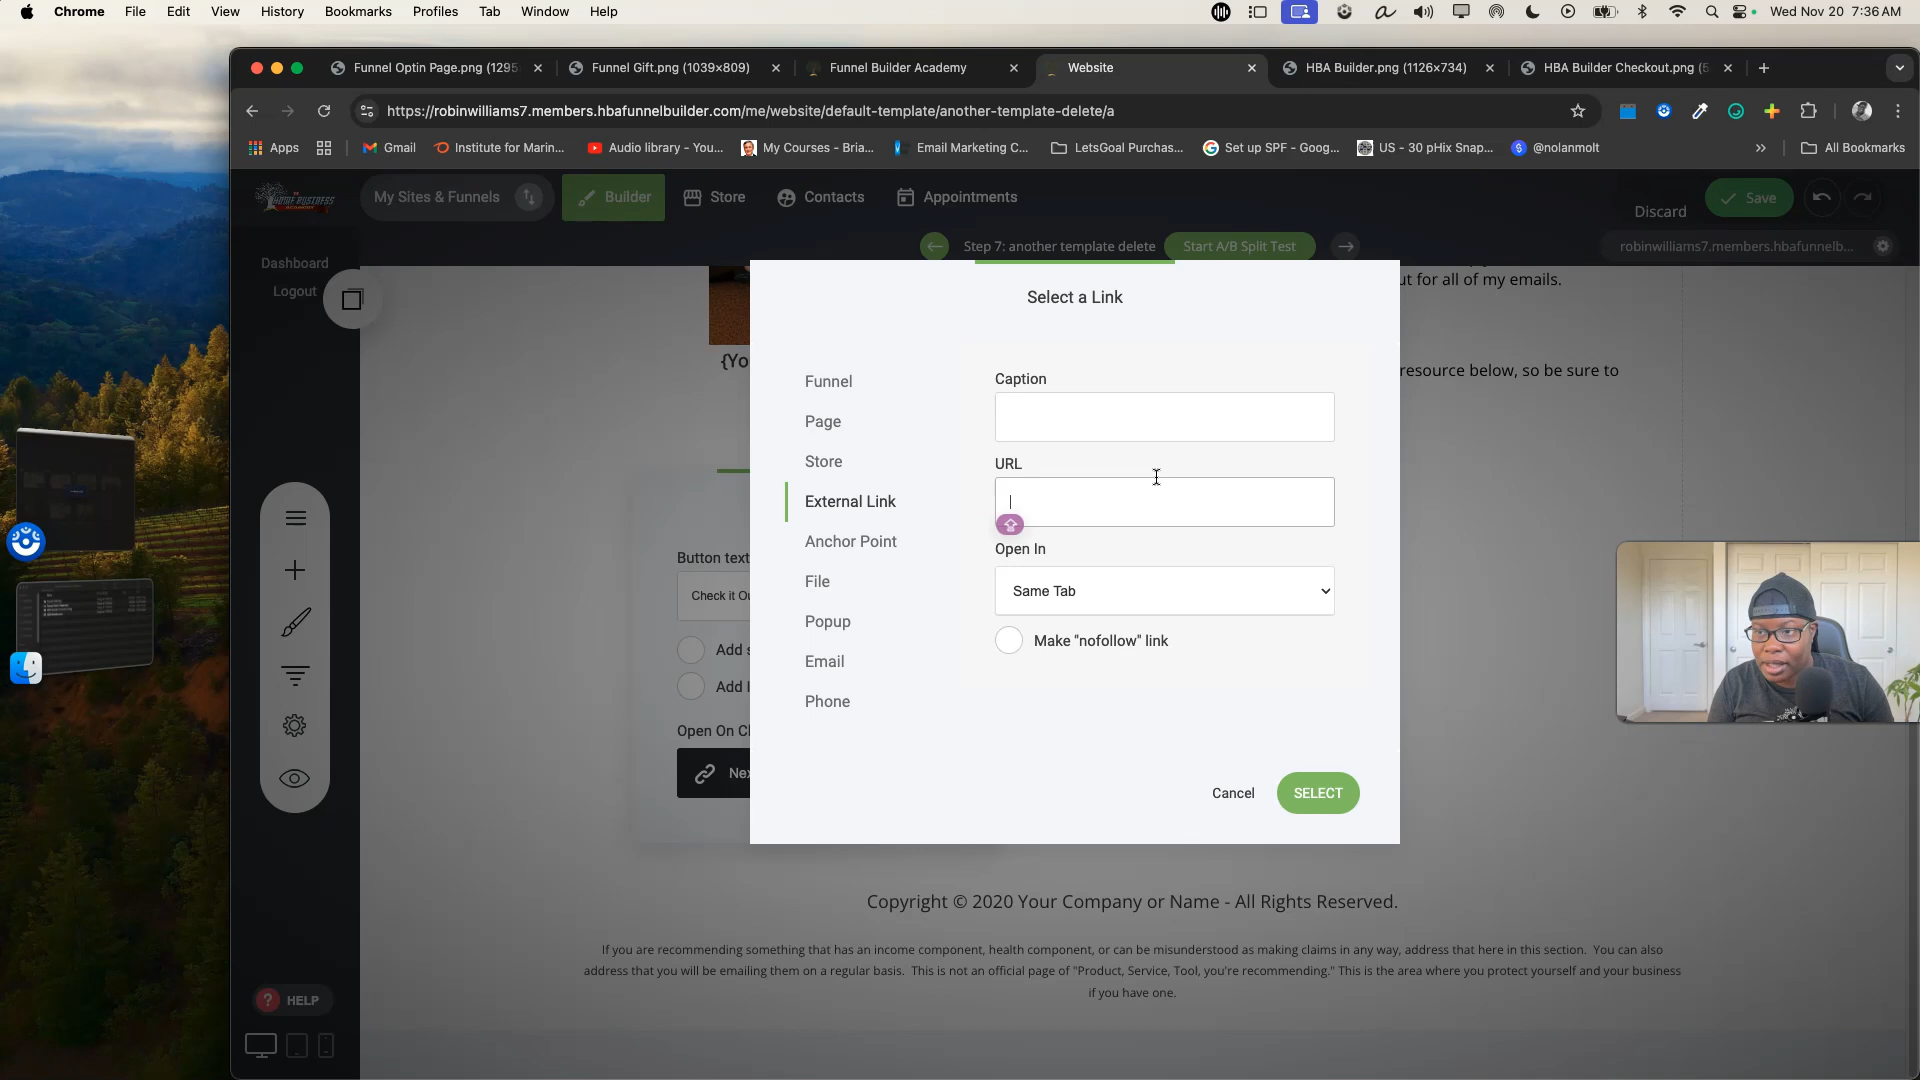 Chrome File Edit View History Bookmarks Profiles Tab Window Help Wed Nov 20 7:36 AM
Funnel Optin Page.png (1295 Funnel Gift.png (1039×809) Funnel Builder Academy Website HBA Builder.png (1126×734) HBA Builder Checkout.png (5
https://robinwilliams7.members.hbafunnelbuilder.com/me/website/default-template/another-template-delete/a
Apps Gmail Institute for Marin... Audio library - You... My Courses - Bria... Email Marketing C... LetsGoal Purchas... Set up SPF - Goog... US - 30 pHix Snap... @nolanmolt » All Bookmarks
My Sites & Funnels Builder Store Contacts Appointments Discard Save
Step 7: another template delete Start A/B Split Test robinwilliams7.members.hbafunnelb...
Dashboard
Logout
ut for all of my emails.
Select a Link
{Yo
resource below, so be sure to
Funnel
Page
Store
External Link
Anchor Point
File
Popup
Email
Phone
Caption
URL
Open In
Same Tab
Make "nofollow" link
Cancel SELECT
Button text
Check it Ou
Add s
Add
Open On Cl
Nex
Copyright © 2020 Your Company or Name - All Rights Reserved.
If you are recommending something that has an income component, health component, or can be misunderstood as making claims in any way, address that here in this section. You can also
address that you will be emailing them on a regular basis. This is not an official page of "Product, Service, Tool, you're recommending." This is the area where you protect yourself and your business
if you have one.
? HELP